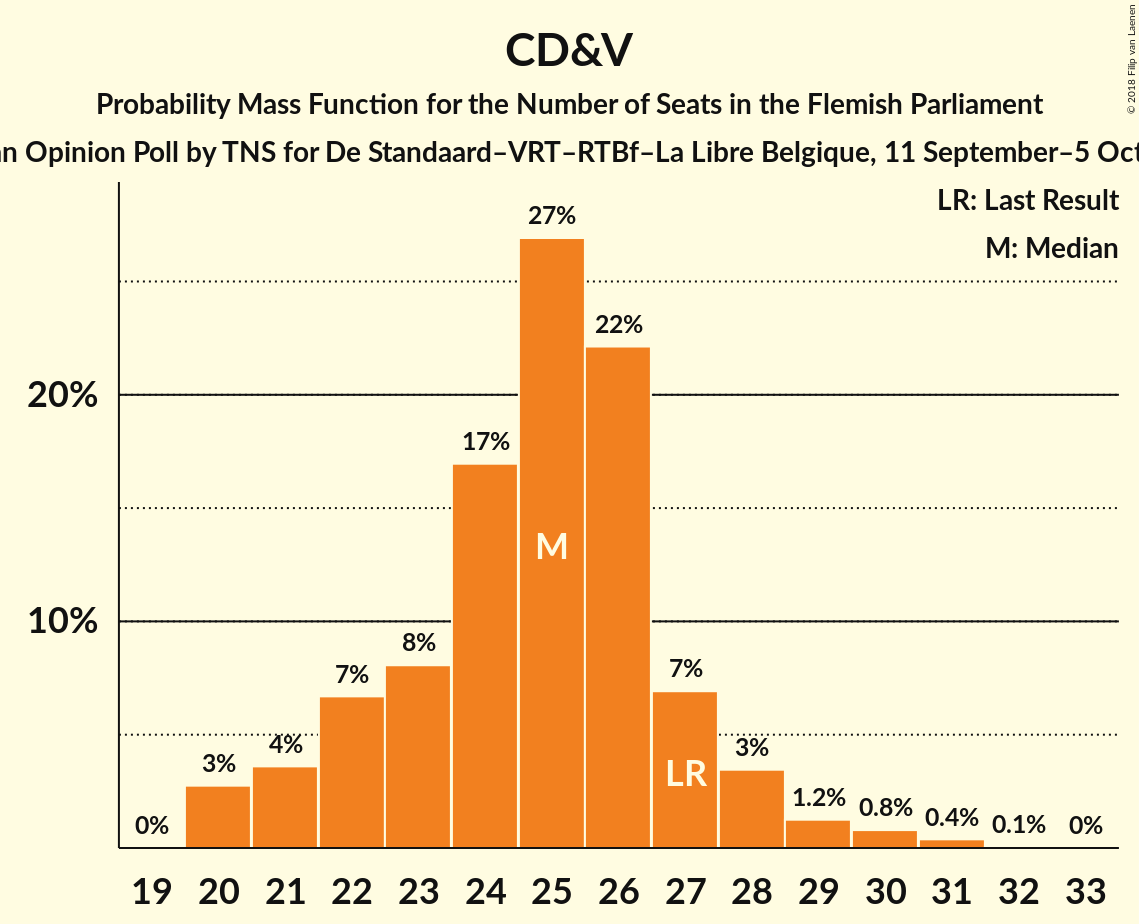 CD&V
Probability Mass Function for the Number of Seats in the Flemish Parliament
Opinion Poll by TNS for De Standaard–VRT–RTBf–La Libre Belgique, 11 September–5
© 2018 Filip van Laenen
LR: Last Result
M: Median
27%
22%
20%
17%
M
10%
8%
7%
7%
4%
3%
3%
LR
1.2%
0.8%
0.4%
0.1%
0%
0%
19 20 21 22 23 24 25 26 27 28 29 30 31 32 33